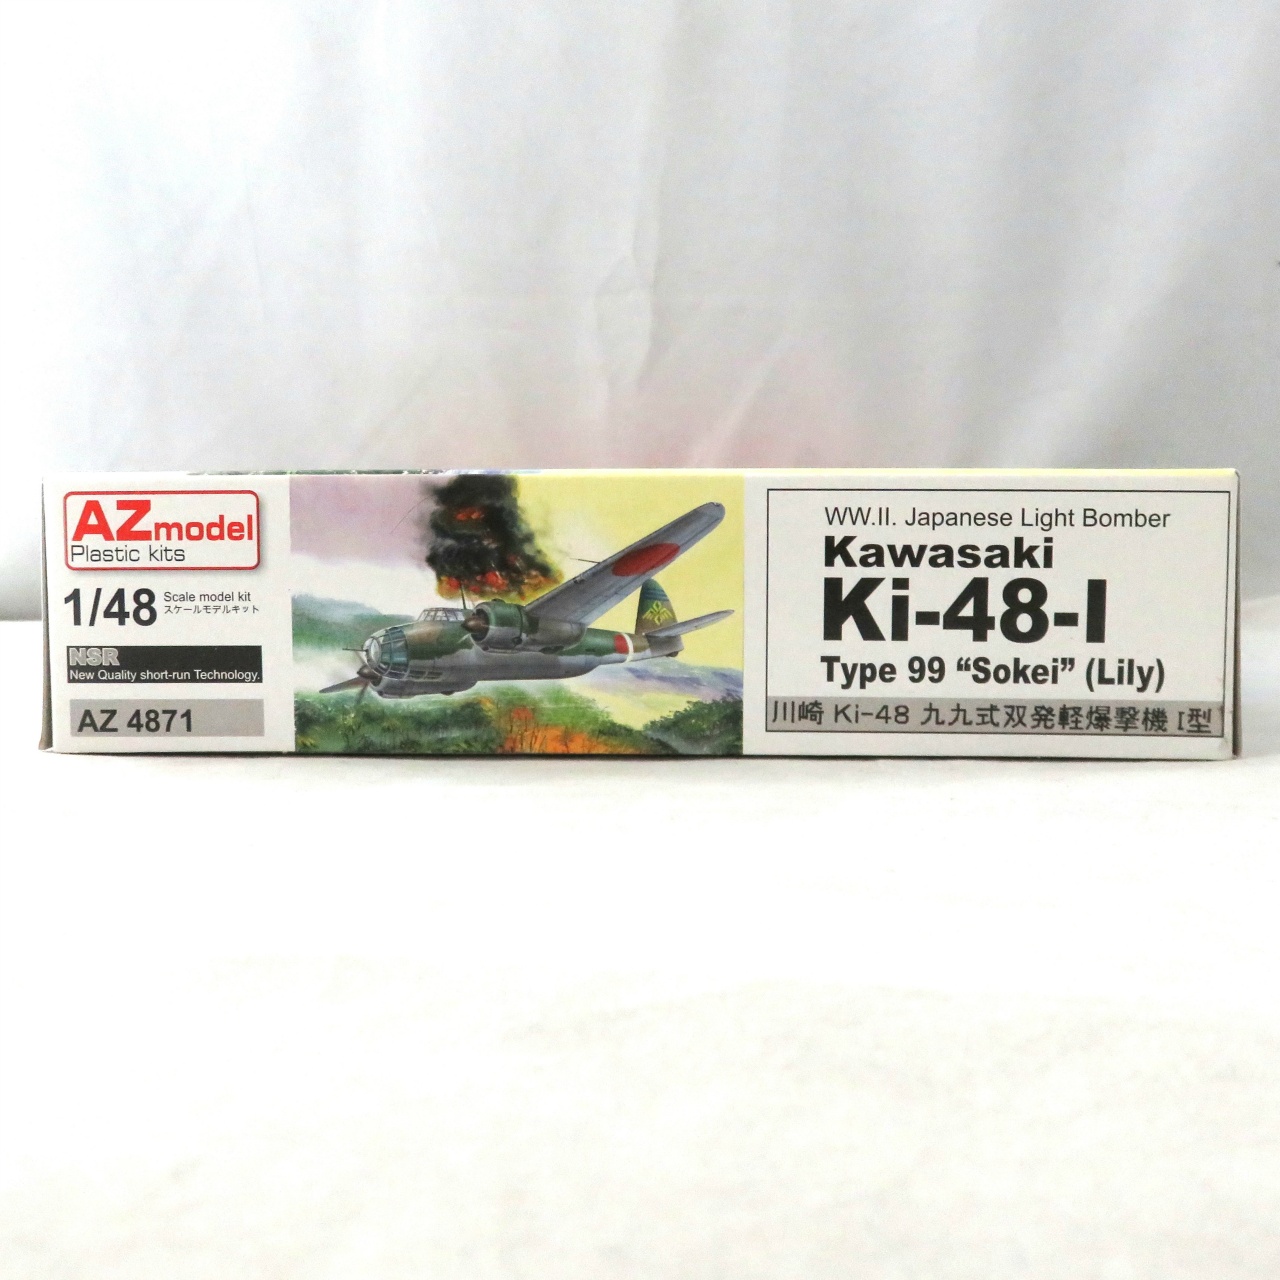 AZmodel
Plastic kits
1/48
Scale model kit
スケールモデルキット
NSR
New Quality short-run Technology.
AZ 4871
WW.II. Japanese Light Bomber
Kawasaki
Ki-48-I
Type 99 “Sokei” (Lily)
川崎 Ki-48 九九式双発軽爆撃機 I型